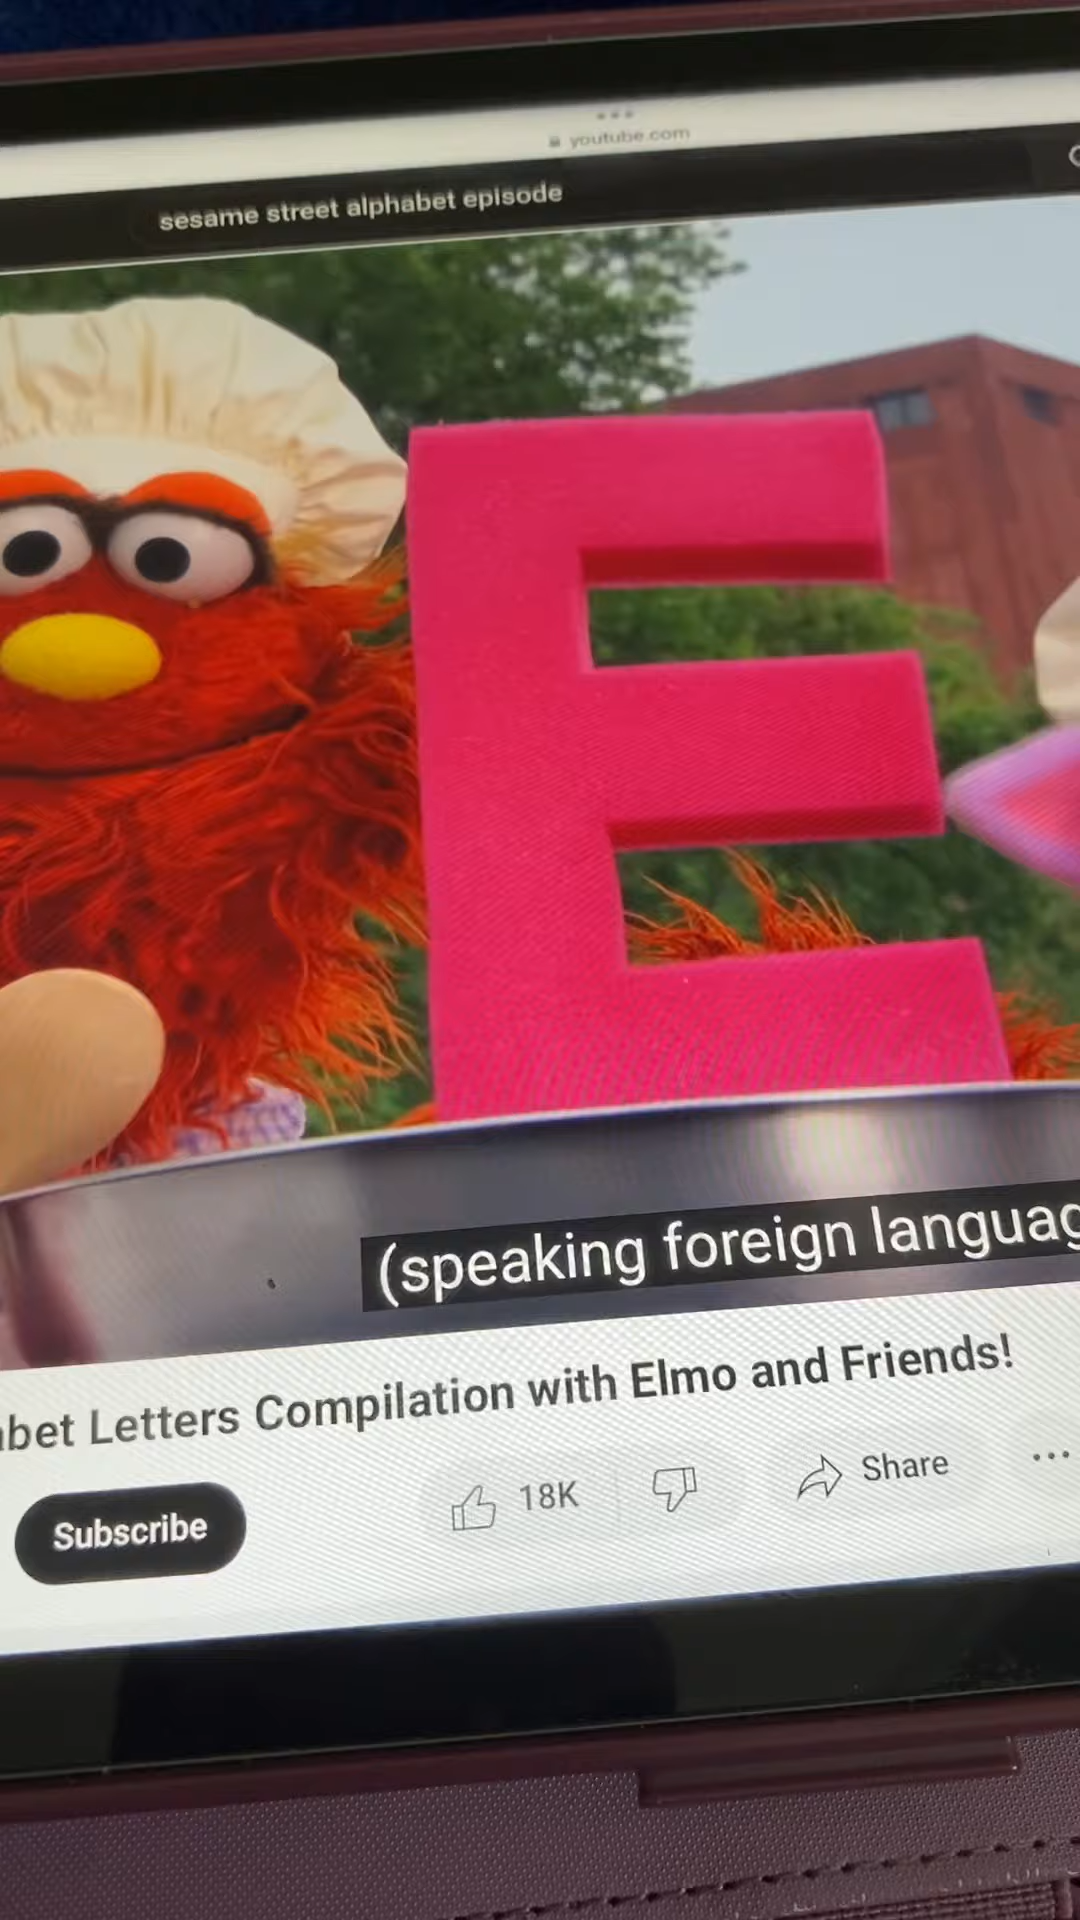 youtube.com
sesame street alphabet episode
E
(speaking foreign languag
bet Letters Compilation with Elmo and Friends!
Subscribe
18K
Share